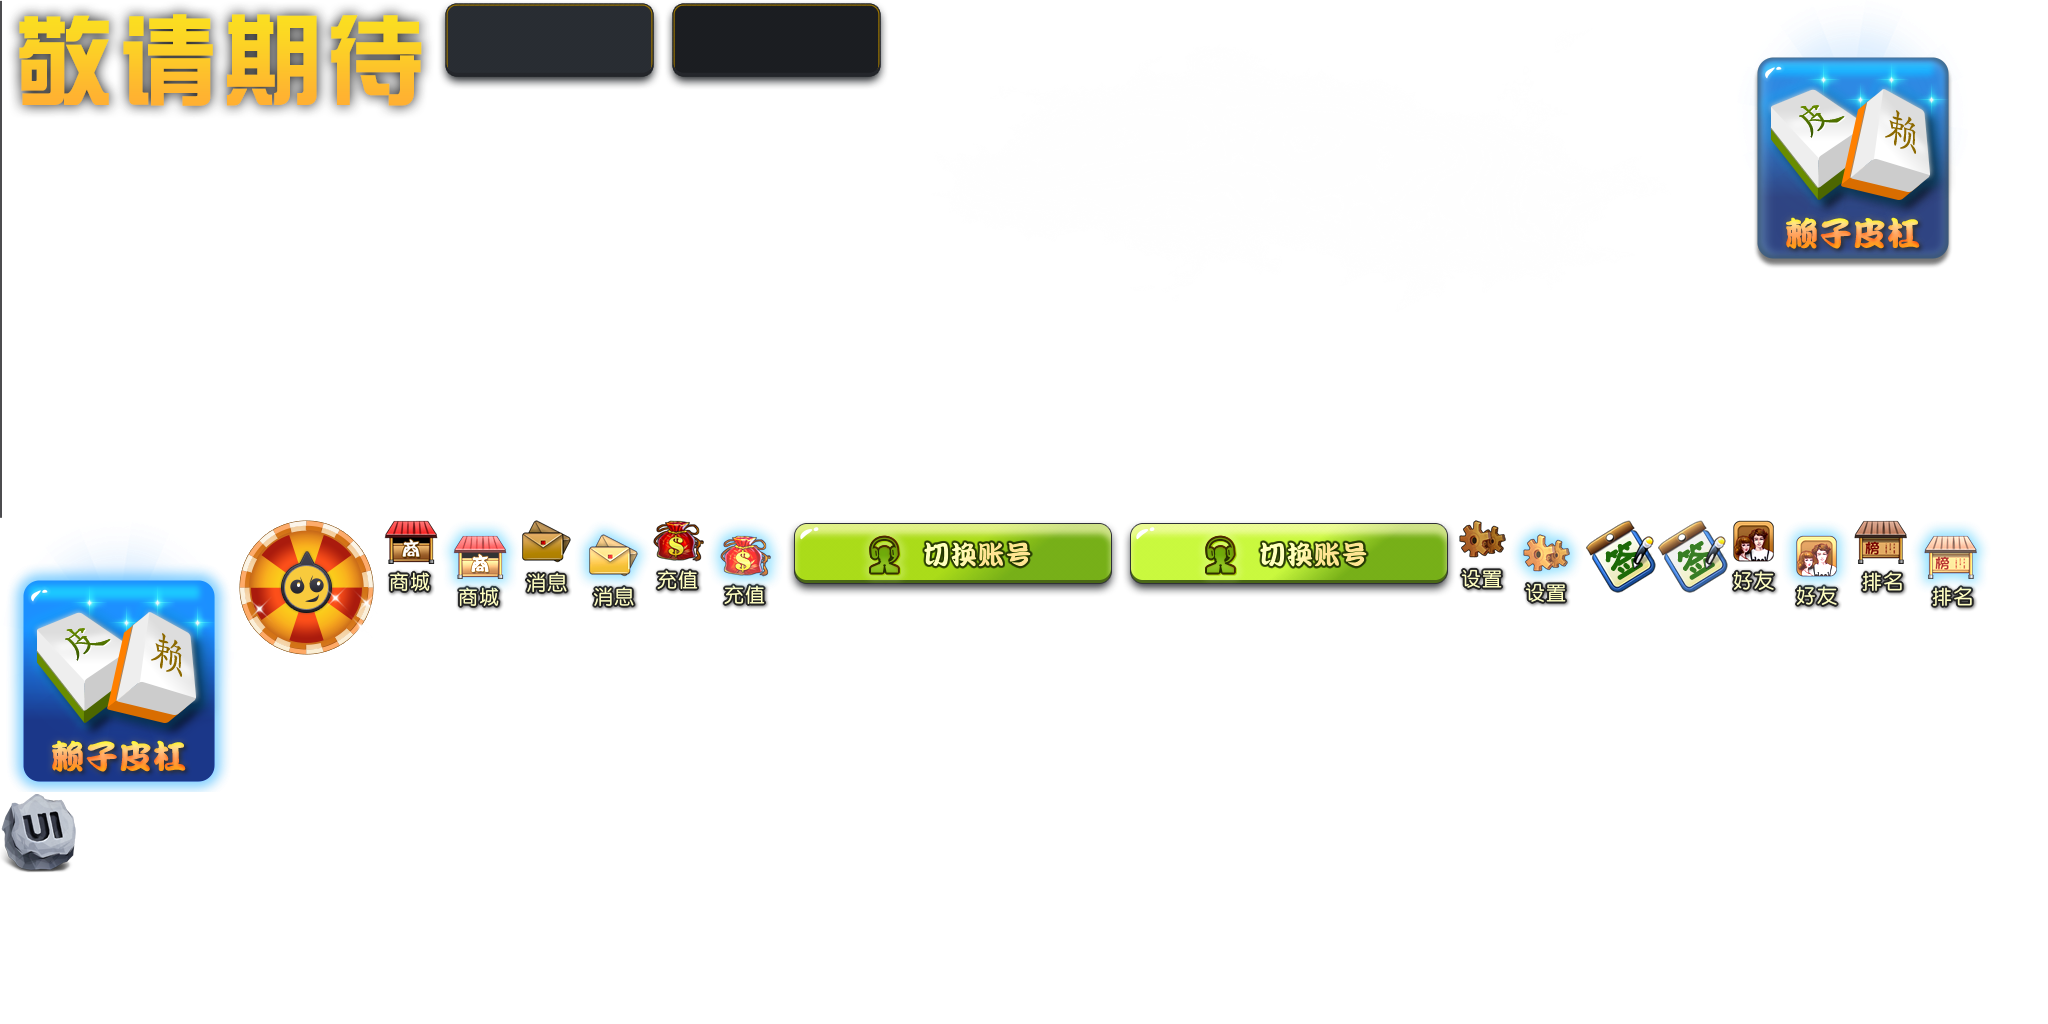 敬请期待
皮
赖
赖子皮杠
商
商城
商
商城
消息
消息
充值
充值
切换账号
切换账号
设置
设置
签
签
好友
好友
榜
排名
榜
排名
皮
赖
赖子皮杠
UI